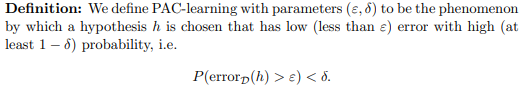 Definition: We define PAC-learning with parameters (ε, δ) to be the phenomenon
by which a hypothesis h is chosen that has low (less than ε) error with high (at
least 1 − δ) probability, i.e.
P(error_D(h) > ε) < δ.